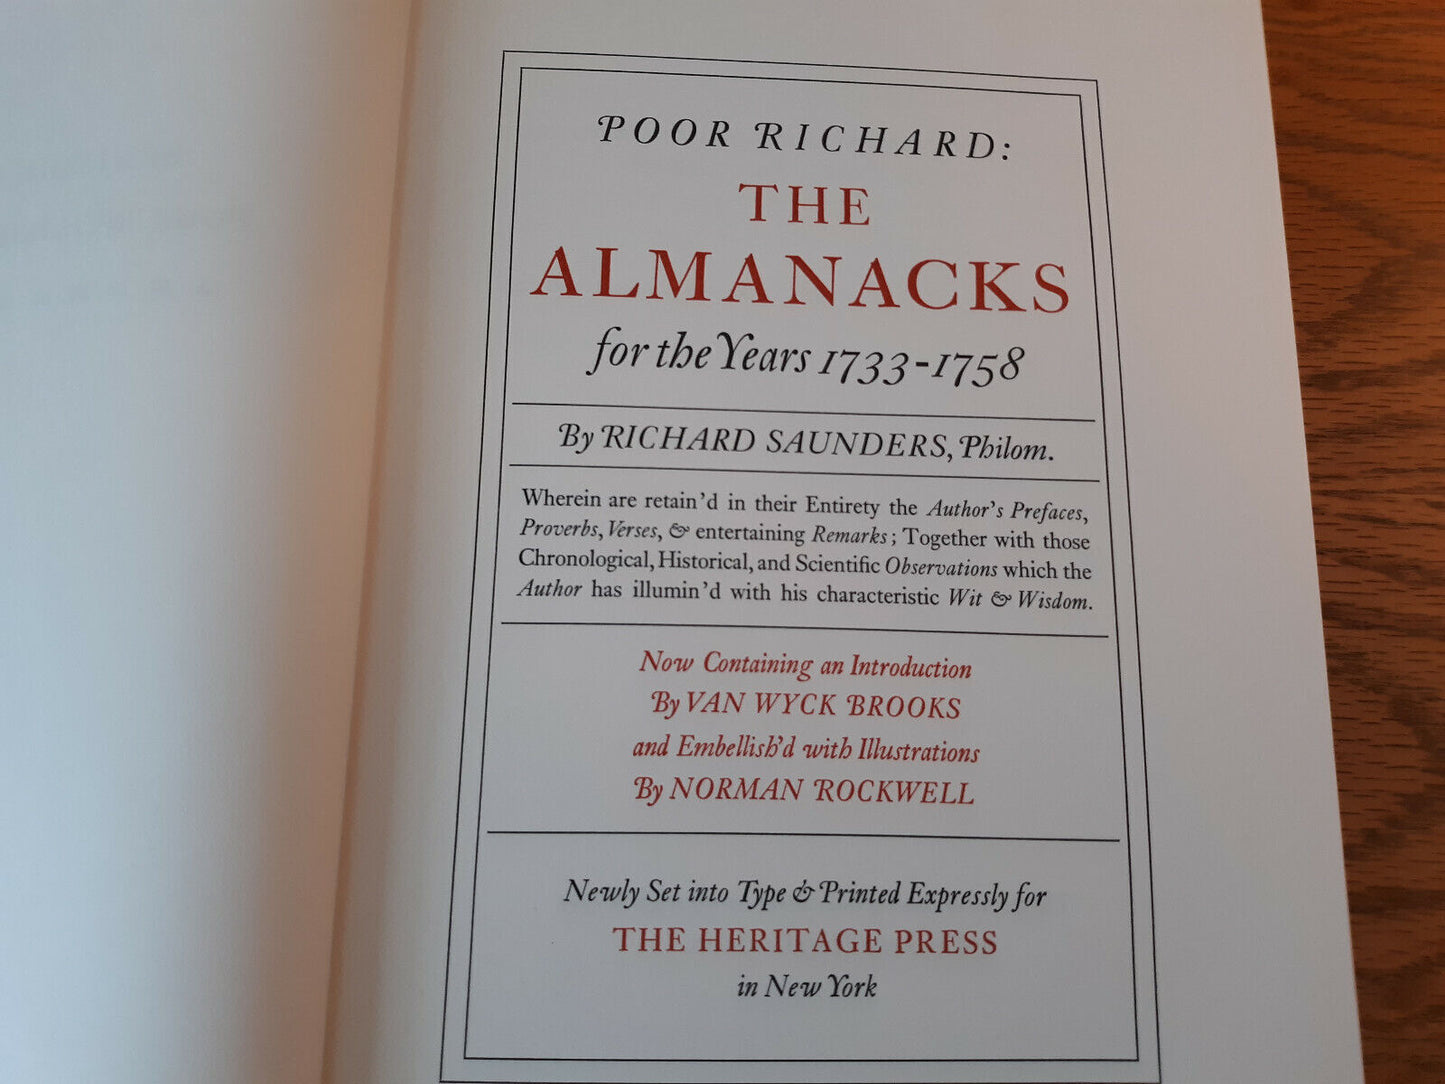 POOR RICHARD:
THE
ALMANACKS
for the Years 1733-1758
By RICHARD SAUNDERS, Philom.
Wherein are retain'd in their Entirety the Author's Prefaces,
Proverbs, Verses, & entertaining Remarks; Together with those
Chronological, Historical, and Scientific Observations which the
Author has illumin'd with his characteristic Wit & Wisdom.
Now Containing an Introduction
By VAN WYCK BROOKS
and Embellish'd with Illustrations
By NORMAN ROCKWELL
Newly Set into Type & Printed Expressly for
THE HERITAGE PRESS
in New York